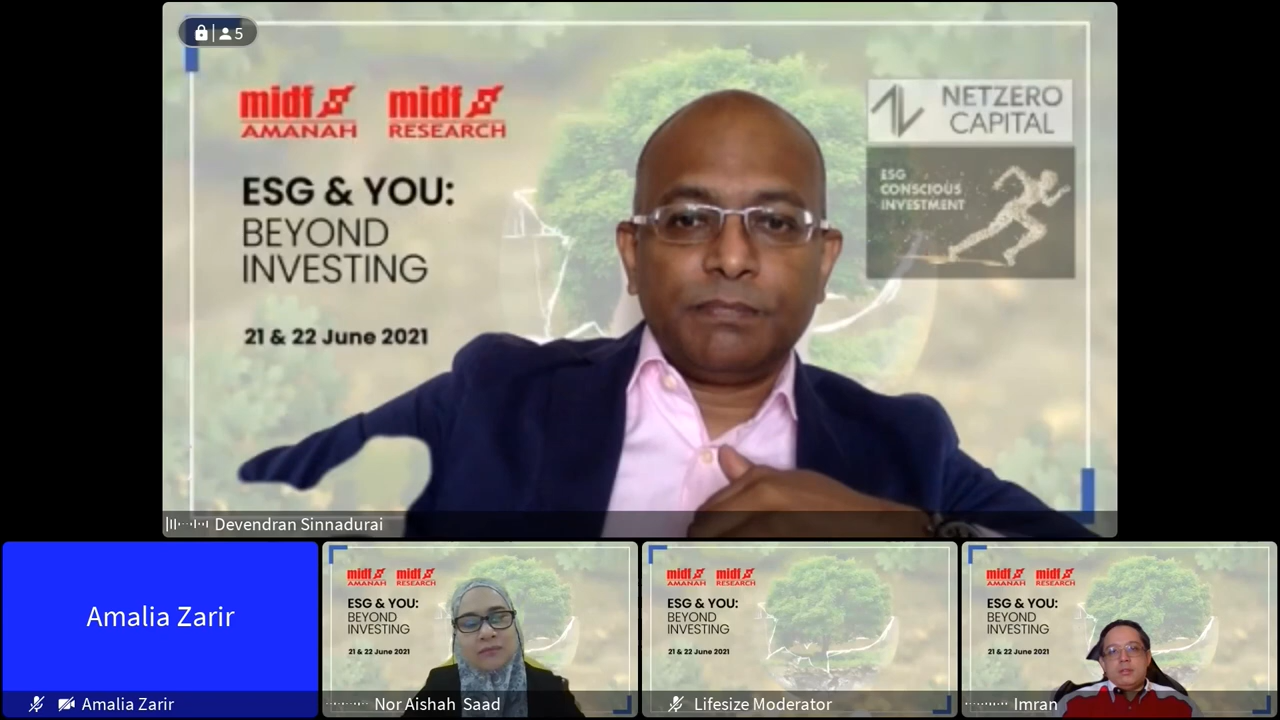 5
midf
AMANAH
midf
RESEARCH
ESG & YOU:
BEYOND
INVESTING
21 & 22 June 2021
NETZERO
CAPITAL
ESG
CONSCIOUS
INVESTMENT
Devendran Sinnadurai
Amalia Zarir
Amalia Zarir
midf
AMANAH
midf
RESEARCH
ESG & YOU:
BEYOND
INVESTING
21 & 22 June 2021
Nor Aishah Saad
midf
AMANAH
midf
RESEARCH
ESG & YOU:
BEYOND
INVESTING
21 & 22 June 2021
Lifesize Moderator
midf
AMANAH
midf
RESEARCH
ESG & YOU:
BEYOND
INVESTING
21 & 22 June 2021
Imran